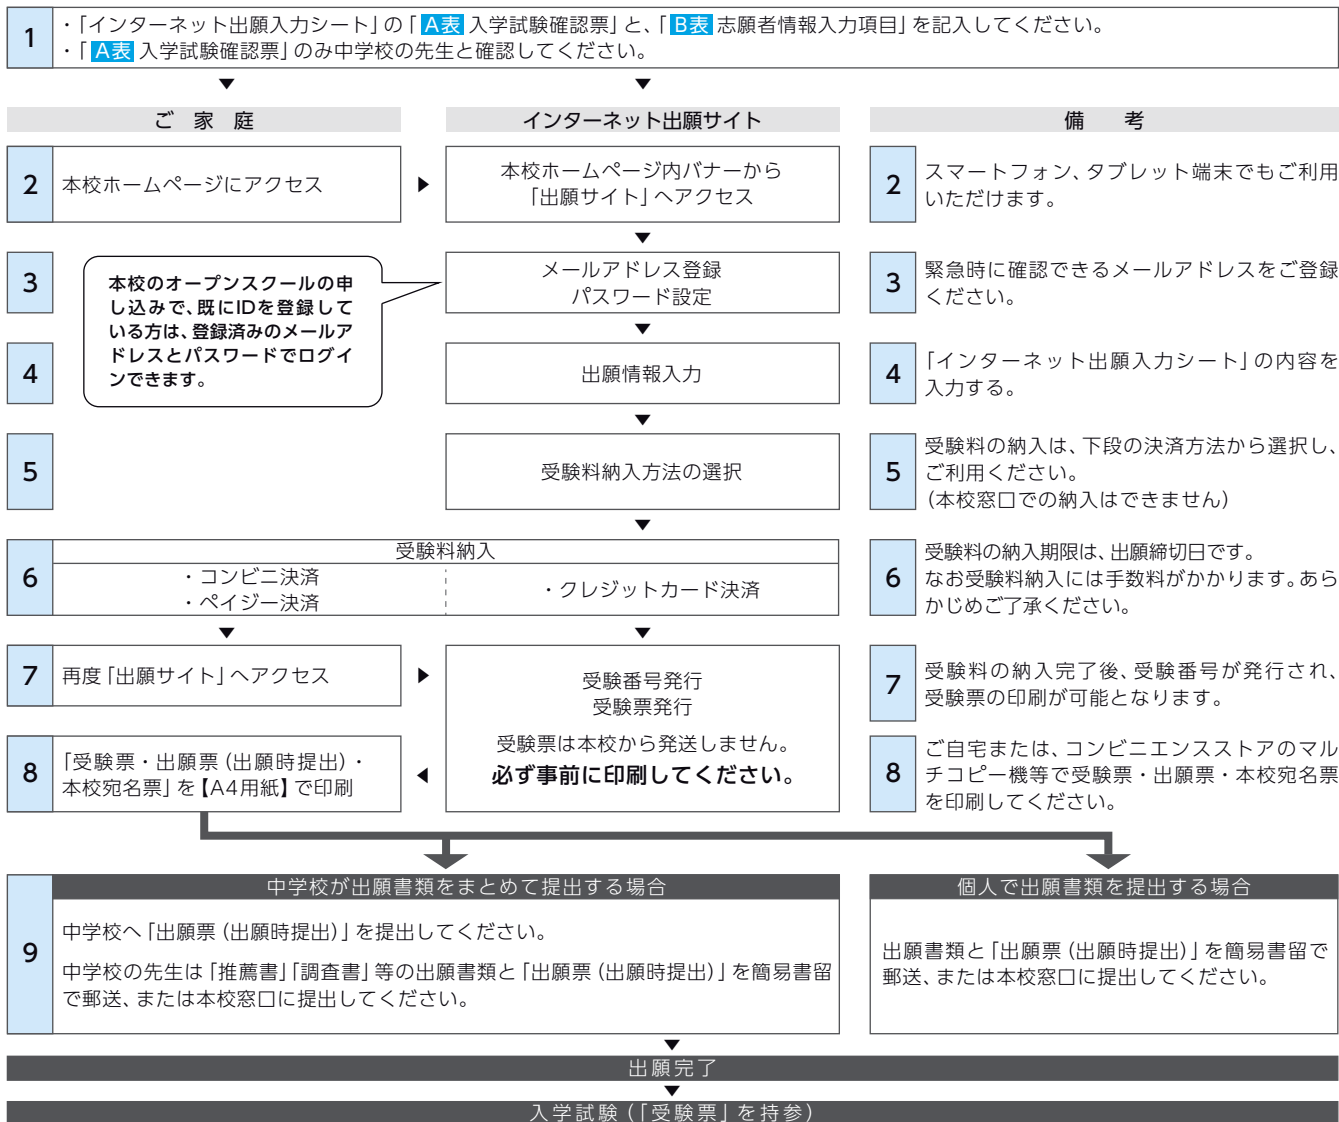 1
・「インターネット出願入力シート」の「A表 入学試験確認票」と、「B表 志願者情報入力項目」を記入してください。
・「A表 入学試験確認票」のみ中学校の先生と確認してください。
ご家庭
インターネット出願サイト
備考
2
本校ホームページにアクセス
本校ホームページ内バナーから
「出願サイト」へアクセス
2
スマートフォン、タブレット端末でもご利用
いただけます。
3
本校のオープンスクールの申
し込みで、既にIDを登録して
いる方は、登録済みのメールア
ドレスとパスワードでログイ
ンできます。
メールアドレス登録
パスワード設定
3
緊急時に確認できるメールアドレスをご登録
ください。
4
出願情報入力
4
「インターネット出願入力シート」の内容を
入力する。
5
受験料納入方法の選択
5
受験料の納入は、下段の決済方法から選択し、
ご利用ください。
(本校窓口での納入はできません)
6
受験料納入
・コンビニ決済
・ペイジー決済
・クレジットカード決済
6
受験料の納入期限は、出願締切日です。
なお受験料納入には手数料がかかります。あら
かじめご了承ください。
7
再度「出願サイト」へアクセス
受験番号発行
受験票発行
受験票は本校から発送しません。
必ず事前に印刷してください。
7
受験料の納入完了後、受験番号が発行され、
受験票の印刷が可能となります。
8
「受験票・出願票(出願時提出)・
本校宛名票」を【A4用紙】で印刷
8
ご自宅または、コンビニエンスストアのマル
チコピー機等で受験票・出願票・本校宛名票
を印刷してください。
9
中学校が出願書類をまとめて提出する場合
中学校へ「出願票(出願時提出)」を提出してください。
中学校の先生は「推薦書」「調査書」等の出願書類と「出願票(出願時提出)」を簡易書留
で郵送、または本校窓口に提出してください。
個人で出願書類を提出する場合
出願書類と「出願票(出願時提出)」を簡易書留で
郵送、または本校窓口に提出してください。
出願完了
入学試験(「受験票」を持参)